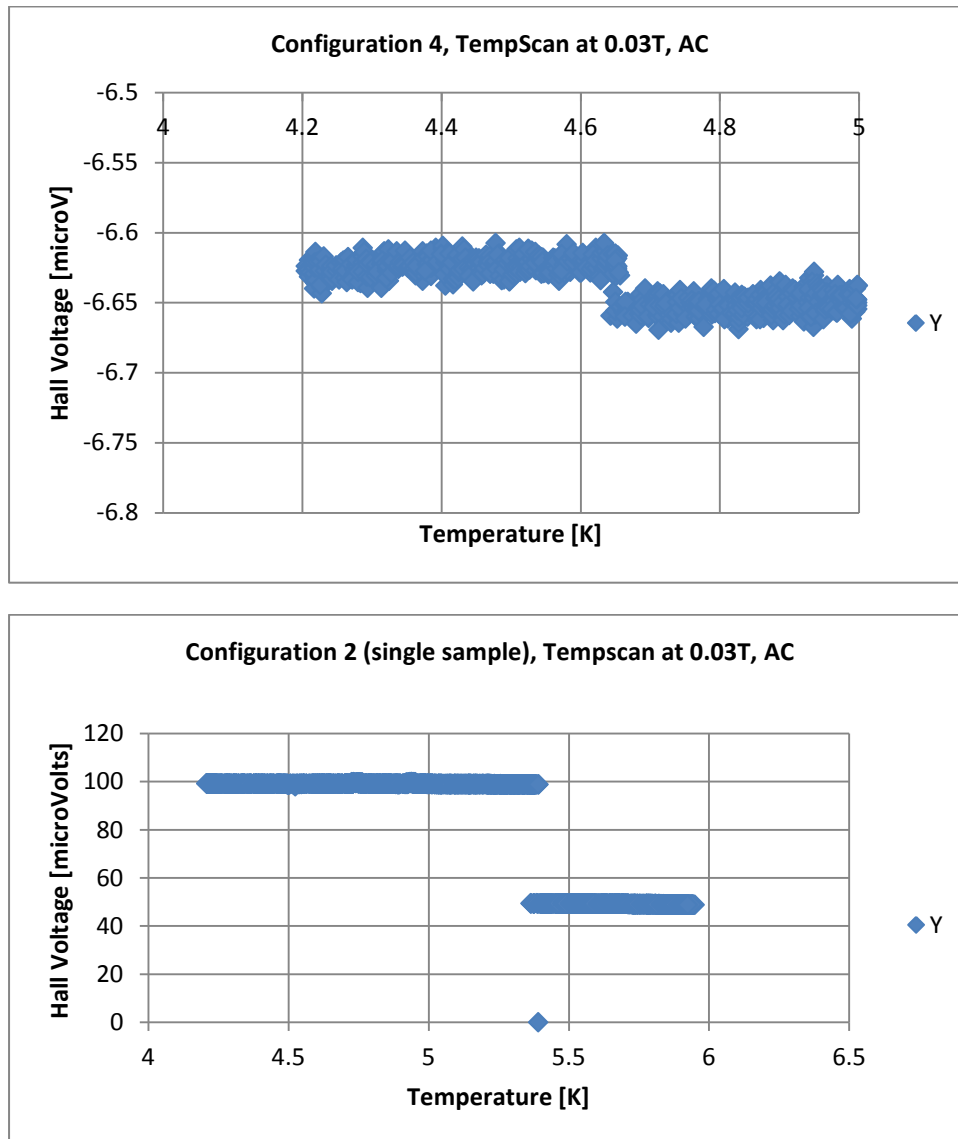 Configuration 4, TempScan at 0.03T, AC
-6.5
4 4.2 4.4 4.6 4.8 5
-6.55
-6.6
-6.65
-6.7
-6.75
-6.8
Hall Voltage [microV]
Y
Temperature [K]
Configuration 2 (single sample), Tempscan at 0.03T, AC
120
100
80
60
40
20
0
Hall Voltage [microVolts]
Y
4 4.5 5 5.5 6 6.5
Temperature [K]